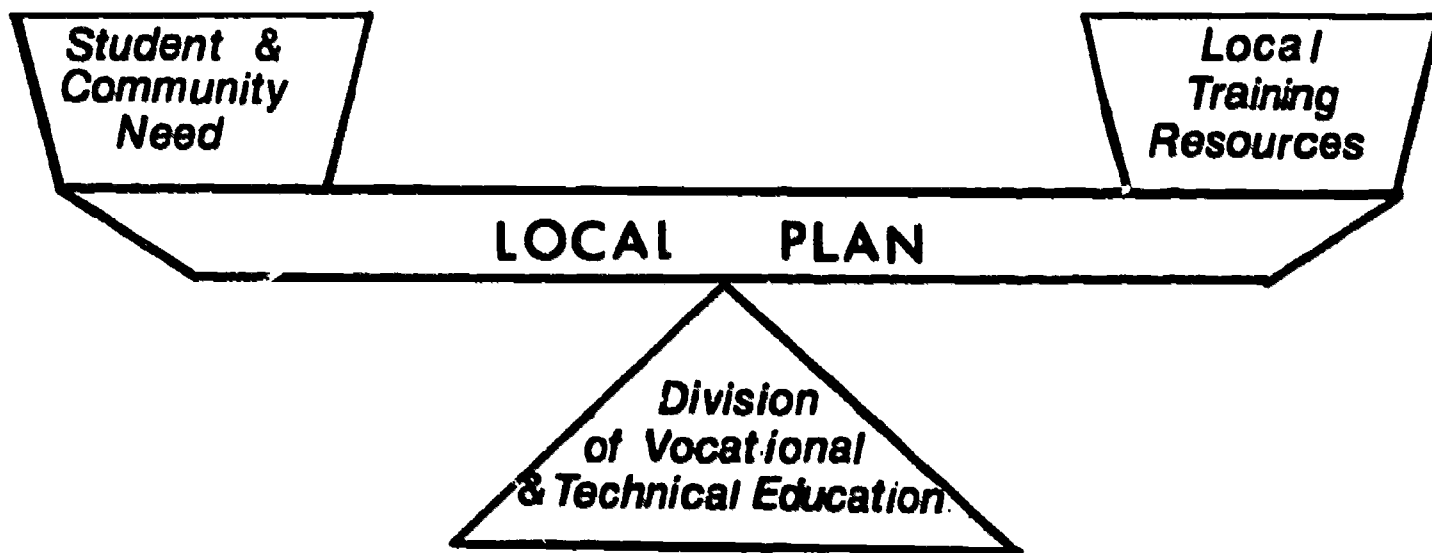 Student &
Community
Need
Local
Training
Resources
LOCAL PLAN
Division
of Vocational
& Technical Education